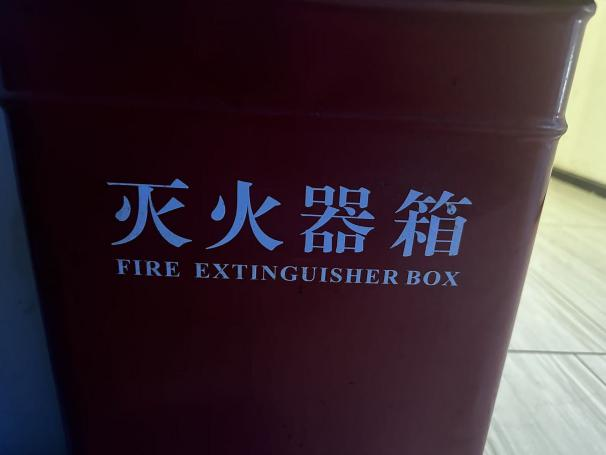 灭火器箱
FIRE EXTINGUISHER BOX